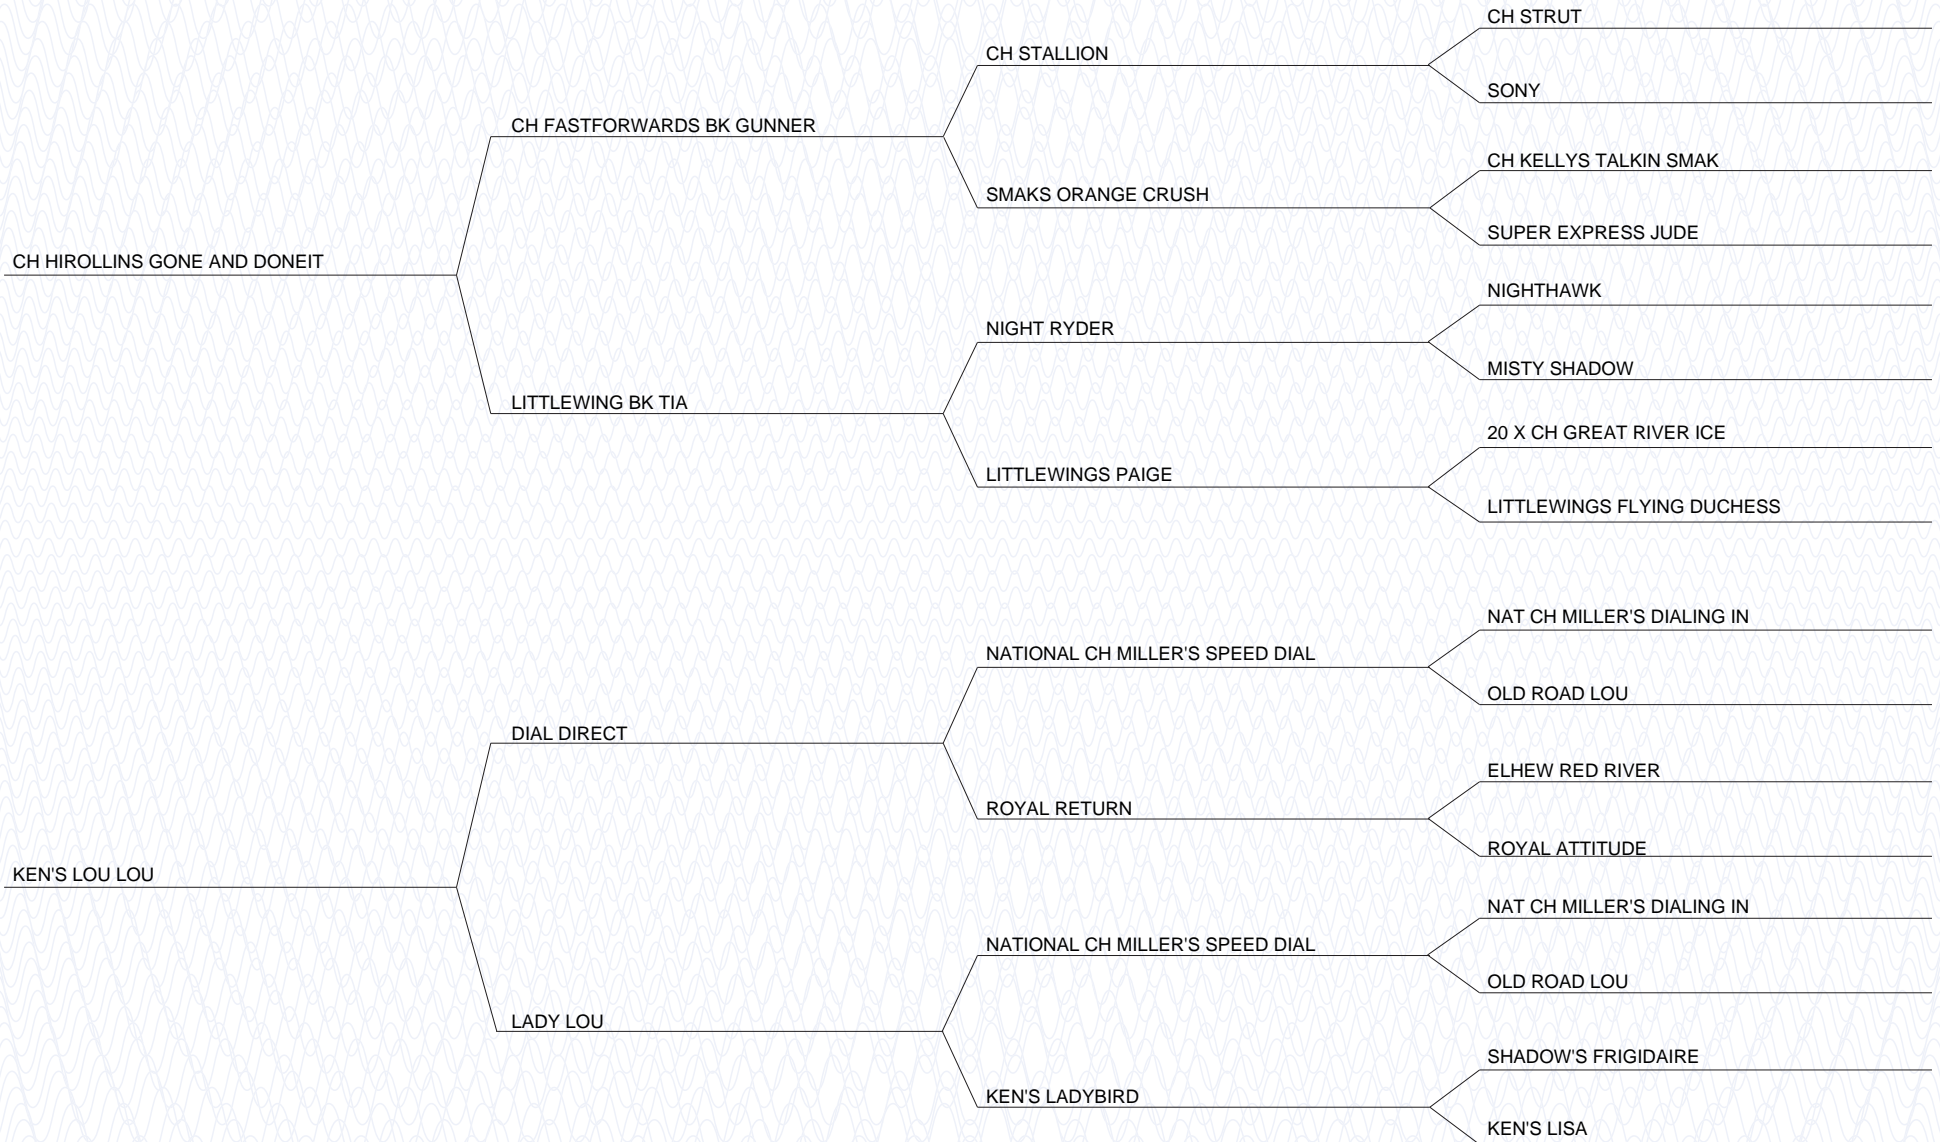 CH STRUT
CH STALLION
SONY
CH FASTFORWARDS BK GUNNER
CH KELLYS TALKIN SMAK
SMAKS ORANGE CRUSH
SUPER EXPRESS JUDE
CH HIROLLINS GONE AND DONEIT
NIGHTHAWK
NIGHT RYDER
MISTY SHADOW
LITTLEWING BK TIA
20 X CH GREAT RIVER ICE
LITTLEWINGS PAIGE
LITTLEWINGS FLYING DUCHESS
NAT CH MILLER'S DIALING IN
NATIONAL CH MILLER'S SPEED DIAL
OLD ROAD LOU
DIAL DIRECT
ELHEW RED RIVER
ROYAL RETURN
ROYAL ATTITUDE
KEN'S LOU LOU
NAT CH MILLER'S DIALING IN
NATIONAL CH MILLER'S SPEED DIAL
OLD ROAD LOU
LADY LOU
SHADOW'S FRIGIDAIRE
KEN'S LADYBIRD
KEN'S LISA